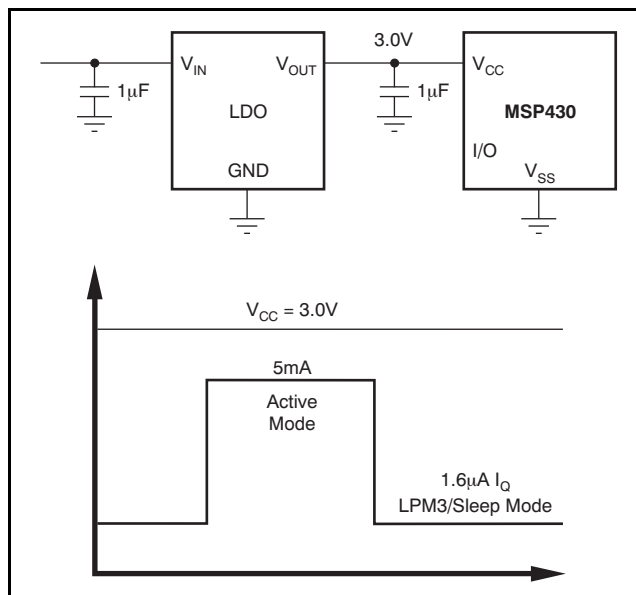 3.0V
V_IN V_OUT
1μF
LDO
GND
1μF
V_CC
MSP430
I/O
V_SS
V_CC = 3.0V
5mA
Active
Mode
1.6μA I_Q
LPM3/Sleep Mode